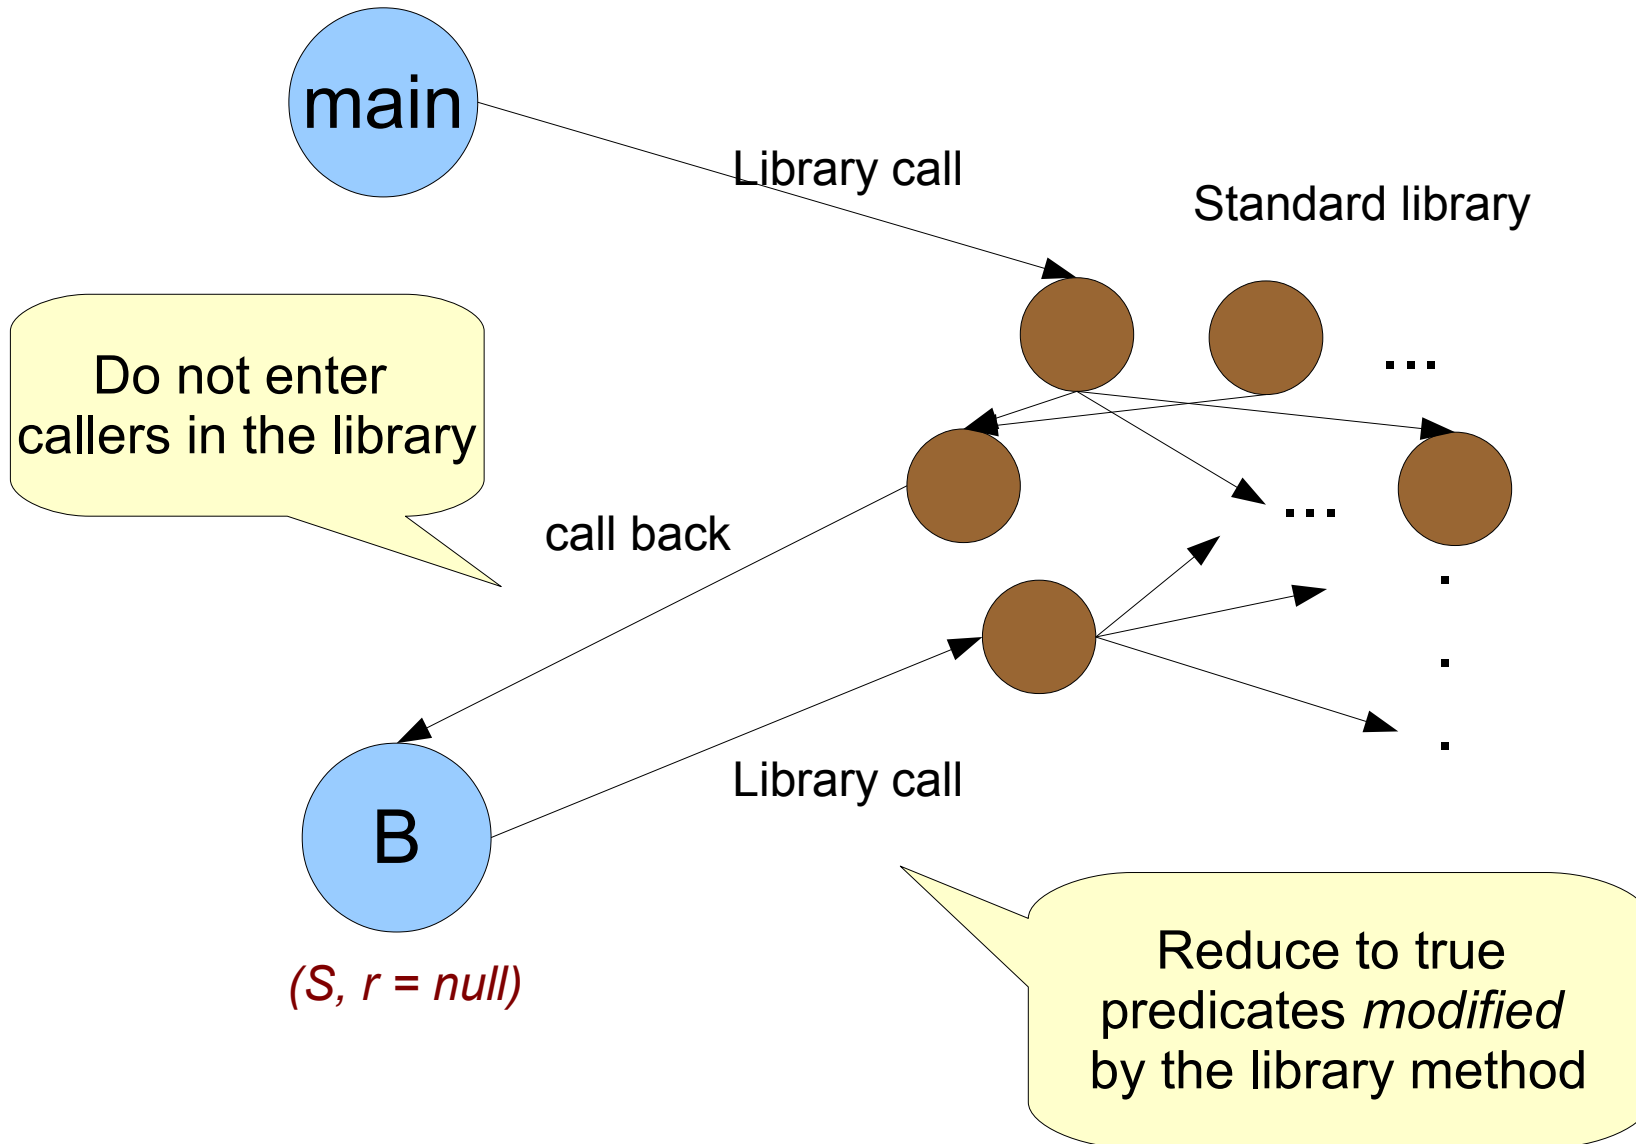 main
Library call
Standard library
...
Do not enter
callers in the library
...
call back
Library call
B
(S, r = null)
Reduce to true
predicates modified
by the library method